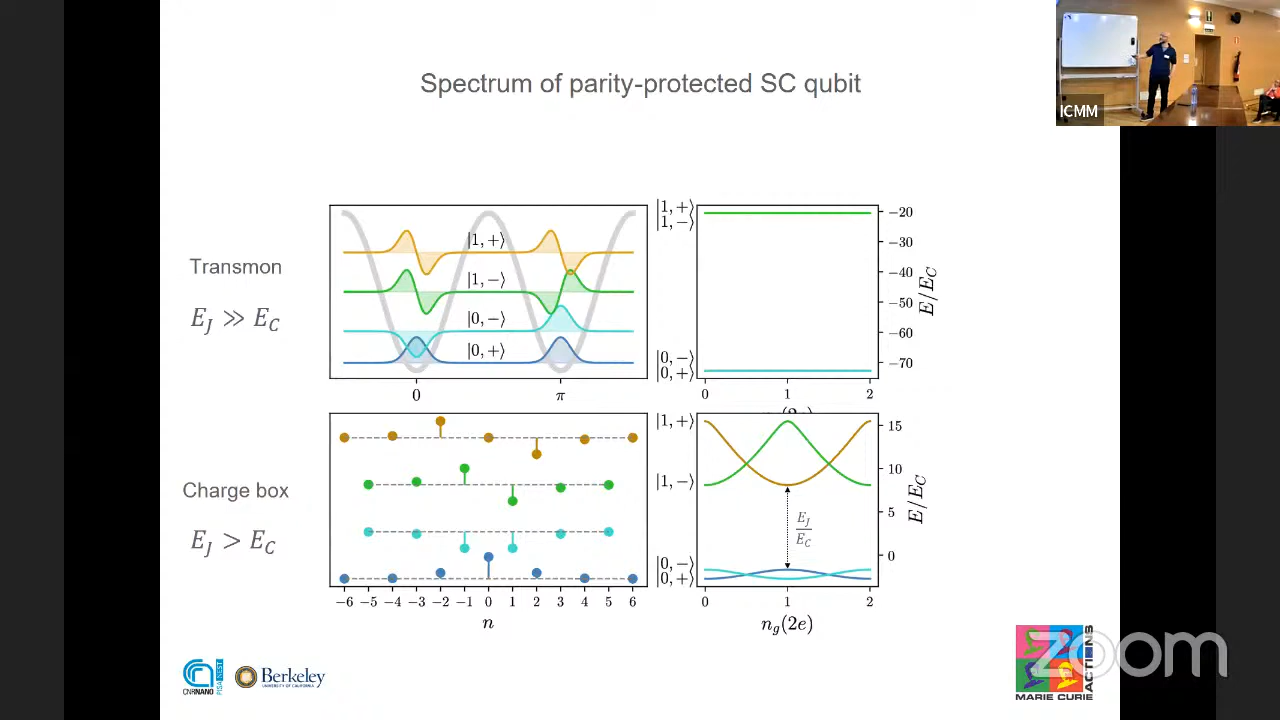 Spectrum of parity-protected SC qubit
ICMM
Transmon
E_J ≫ E_C
|1,+⟩
|1,−⟩
|0,−⟩
|0,+⟩
0 π
|1,+⟩
|1,−⟩
|0,−⟩
|0,+⟩
−20
−30
−40
−50
−60
−70
E/E_C
0 1 2
Charge box
E_J > E_C
−6 −5 −4 −3 −2 −1 0 1 2 3 4 5 6
n
|1,+⟩
|1,−⟩
|0,−⟩
|0,+⟩
E_J
E_C
15
10
5
0
E/E_C
0 1 2
n_g(2e)
CNRNANO
PISA NEST
Berkeley
UNIVERSITY OF CALIFORNIA
MARIE CURIE
ACTIONS
zoom